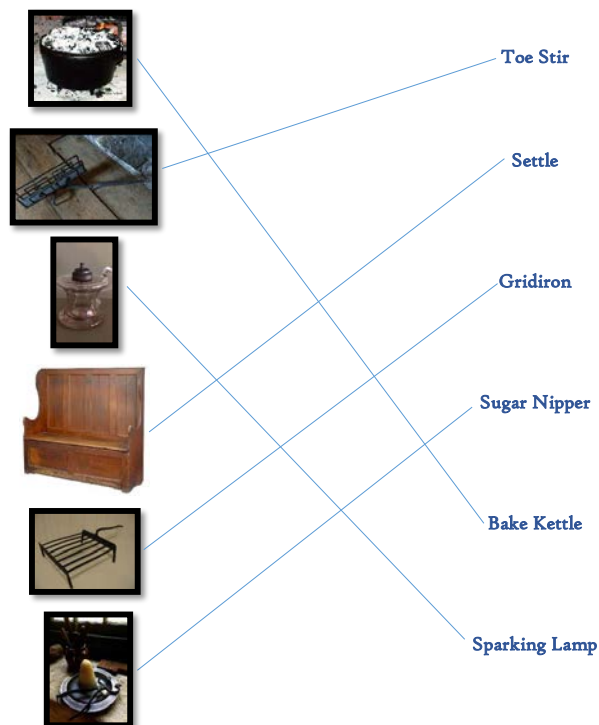 Toe Stir
Settle
Gridiron
Sugar Nipper
Bake Kettle
Sparking Lamp